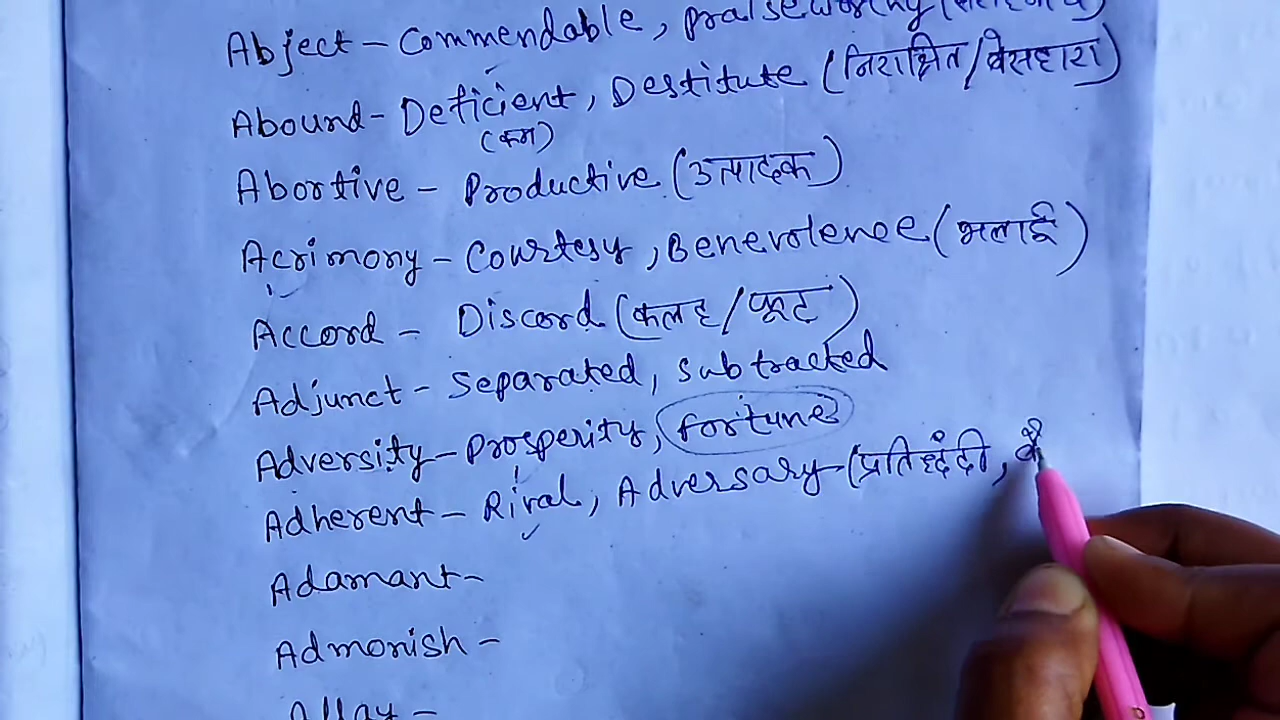 Abject - Commendable, praiseworthy
Abound - Deficient, Destitute (निराश्रित/बेसहारा)
(कम)
Abortive - Productive (उत्पादक)
Acrimony - Courtesy, Benevolence (भलाई)
Accord - Discord (कलह/फूट)
Adjunct - Separated, Subtracted
Adversity - Prosperity, fortune
Adherent - Rival, Adversary - (प्रतिद्वंदी, वै
Adamant -
Admonish -
Allay -